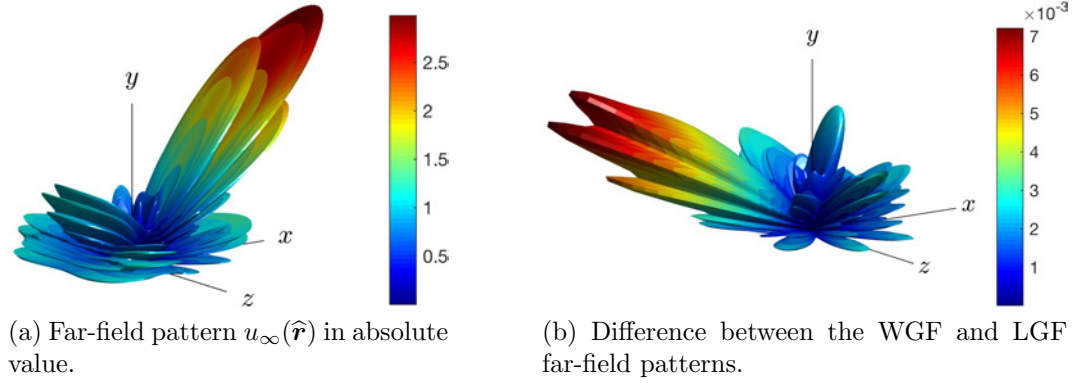 y
x
z
2.5
2
1.5
1
0.5
(a) Far-field pattern u∞(r̂) in absolute
value.
×10⁻³
y
x
z
7
6
5
4
3
2
1
(b) Difference between the WGF and LGF
far-field patterns.